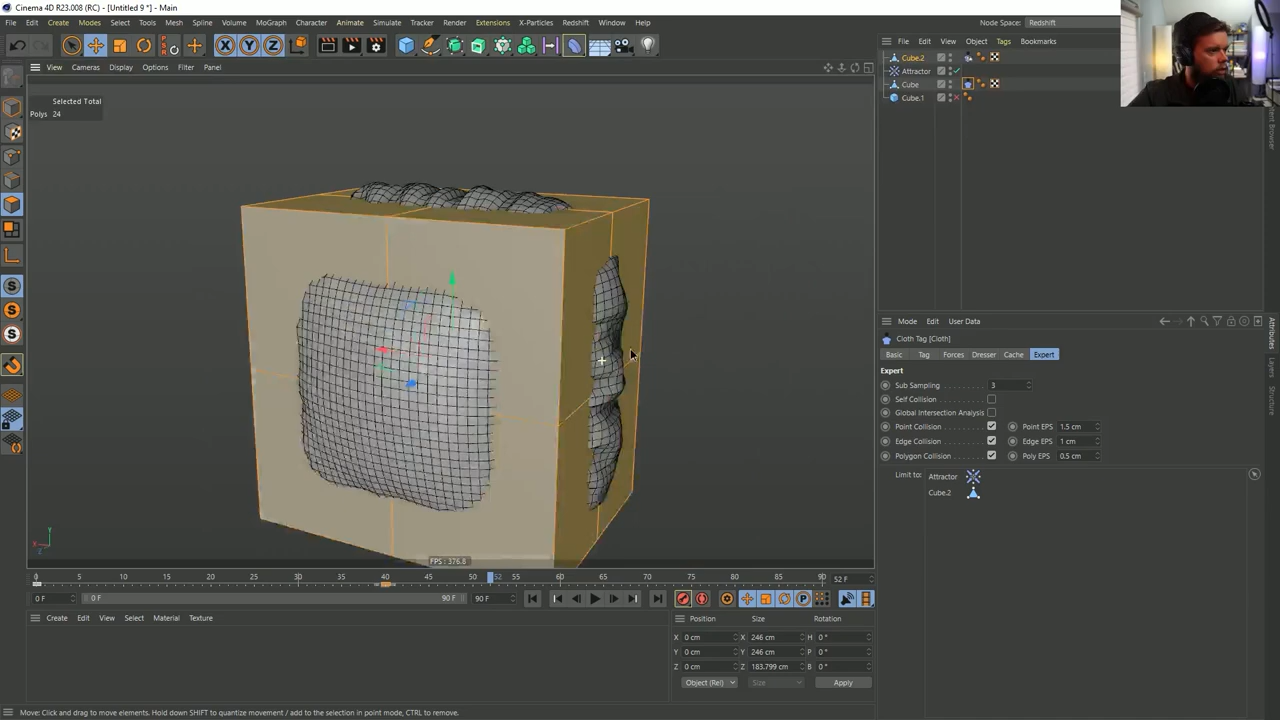 Cinema 4D R23.008 (RC) - [Untitled 9 *] - Main
File Edit Create Modes Select Tools Mesh Spline Volume MoGraph Character Animate Simulate Tracker Render Extensions X-Particles Redshift Window Help Node Space: Redshift
X Y Z
View Cameras Display Options Filter Panel
File Edit View Object Tags Bookmarks
Cube.2
Attractor
Cube
Cube.1
Selected Total
Polys 24
Mode Edit User Data
Cloth Tag [Cloth]
Basic Tag Forces Dresser Cache Expert
Expert
Sub Sampling 3
Self Collision
Global Intersection Analysis
Point Collision Point EPS 1.5 cm
Edge Collision Edge EPS 1 cm
Polygon Collision Poly EPS 0.5 cm
Limit to: Attractor
Cube.2
Attributes
Layers
Structure
Y
X
Z
FPS : 376.8
0 5 10 15 20 25 30 35 40 45 50 52 55 60 65 70 75 80 85 90 52 F
0 F 0 F 90 F 90 F
Create Edit View Select Material Texture
Position Size Rotation
X 0 cm X 246 cm H 0 °
Y 0 cm Y 246 cm P 0 °
Z 0 cm Z 183.799 cm B 0 °
Object (Rel) Size Apply
Move: Click and drag to move elements. Hold down SHIFT to quantize movement / add to the selection in point mode, CTRL to remove.